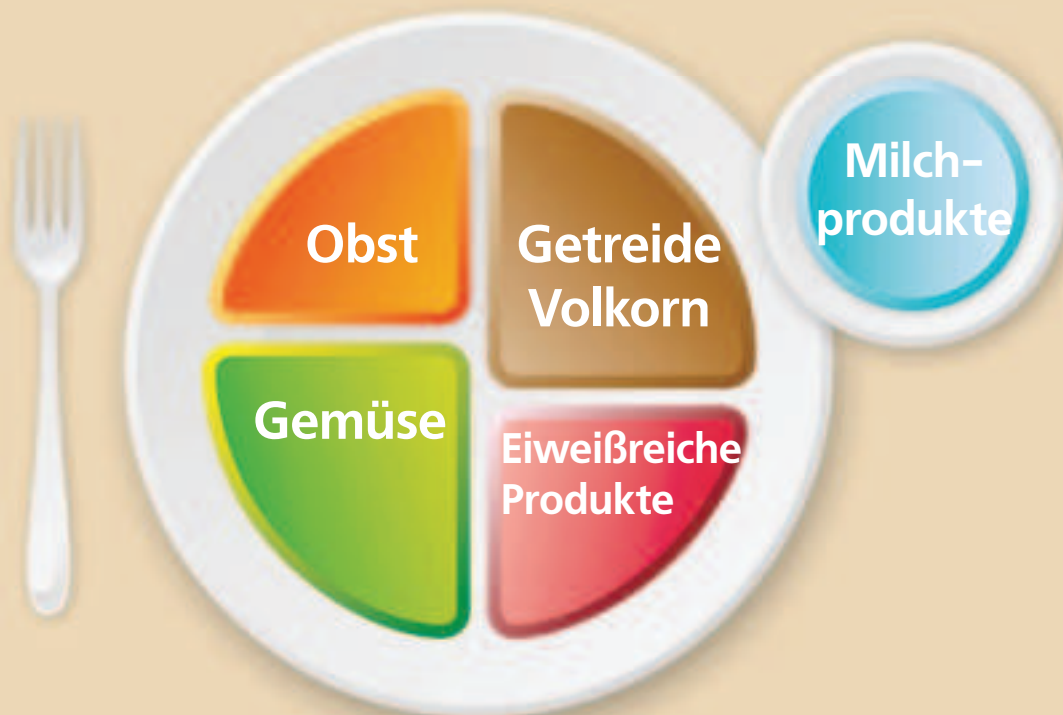 Obst
Getreide
Volkorn
Milch-
produkte
Gemüse
Eiweißreiche
Produkte